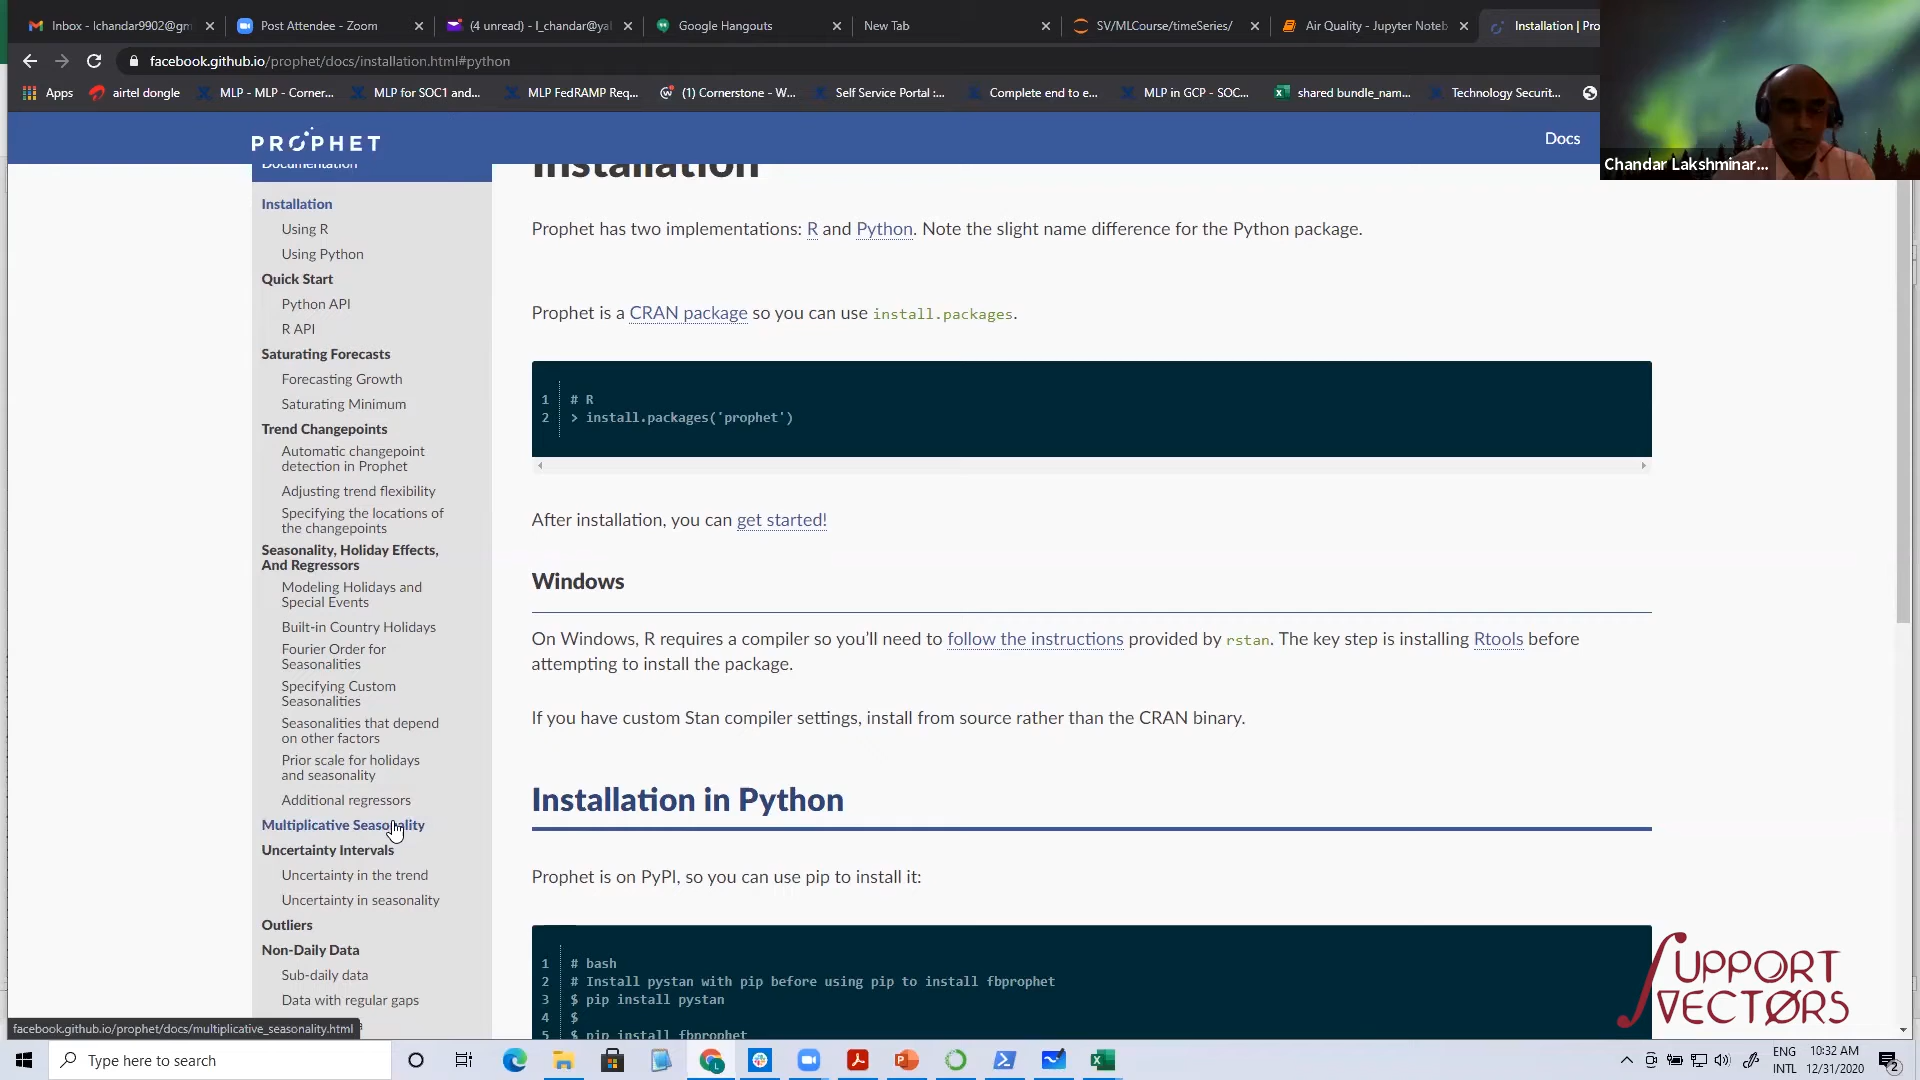 Inbox - lchandar9902@gm
Post Attendee - Zoom
(4 unread) - l_chandar@yal
Google Hangouts
New Tab
SV/MLCourse/timeSeries/
Air Quality - Jupyter Noteb
Installation | Pro
facebook.github.io/prophet/docs/installation.html#python
Apps
airtel dongle
MLP - MLP - Corner...
MLP for SOC1 and...
MLP FedRAMP Req...
(1) Cornerstone - W...
Self Service Portal :...
Complete end to e...
MLP in GCP - SOC...
shared bundle_nam...
Technology Securit...
Chandar Lakshminar...
PROPHET
Docs
Documentation
Installation
Using R
Using Python
Quick Start
Python API
R API
Saturating Forecasts
Forecasting Growth
Saturating Minimum
Trend Changepoints
Automatic changepoint
detection in Prophet
Adjusting trend flexibility
Specifying the locations of
the changepoints
Seasonality, Holiday Effects,
And Regressors
Modeling Holidays and
Special Events
Built-in Country Holidays
Fourier Order for
Seasonalities
Specifying Custom
Seasonalities
Seasonalities that depend
on other factors
Prior scale for holidays
and seasonality
Additional regressors
Multiplicative Seasonality
Uncertainty Intervals
Uncertainty in the trend
Uncertainty in seasonality
Outliers
Non-Daily Data
Sub-daily data
Data with regular gaps
facebook.github.io/prophet/docs/multiplicative_seasonality.html
Installation
Prophet has two implementations: R and Python. Note the slight name difference for the Python package.
Prophet is a CRAN package so you can use install.packages.
1 # R
2 > install.packages('prophet')
After installation, you can get started!
Windows
On Windows, R requires a compiler so you'll need to follow the instructions provided by rstan. The key step is installing Rtools before
attempting to install the package.
If you have custom Stan compiler settings, install from source rather than the CRAN binary.
Installation in Python
Prophet is on PyPI, so you can use pip to install it:
1 # bash
2 # Install pystan with pip before using pip to install fbprophet
3 $ pip install pystan
4 $
5 $ pip install fbprophet
SUPPORT
VECTORS
Type here to search
ENG
INTL
10:32 AM
12/31/2020
2